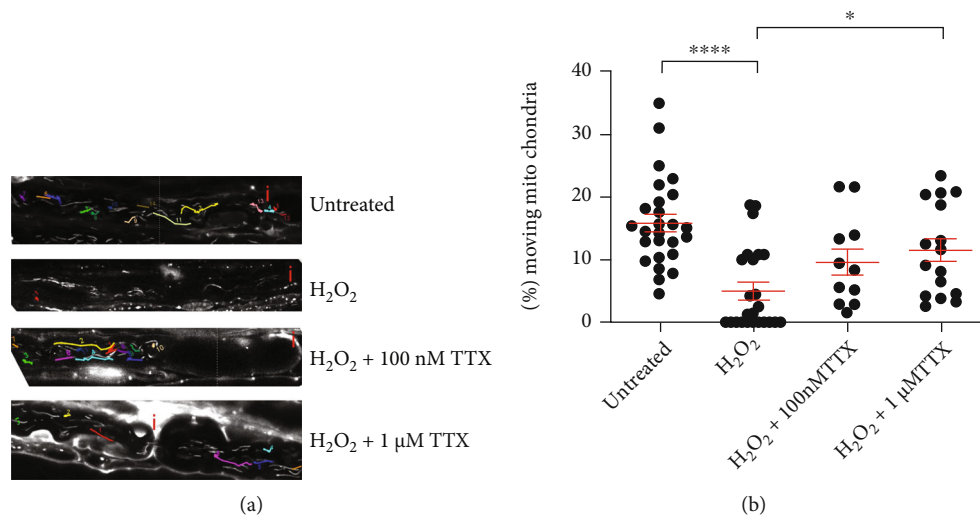 Untreated
H₂O₂
H₂O₂ + 100 nM TTX
H₂O₂ + 1 µM TTX
i
i
i
i
(a)
*
****
40
30
20
10
0
(%) moving mito chondria
Untreated
H₂O₂
H₂O₂ + 100nMTTX
H₂O₂ + 1 µMTTX
(b)